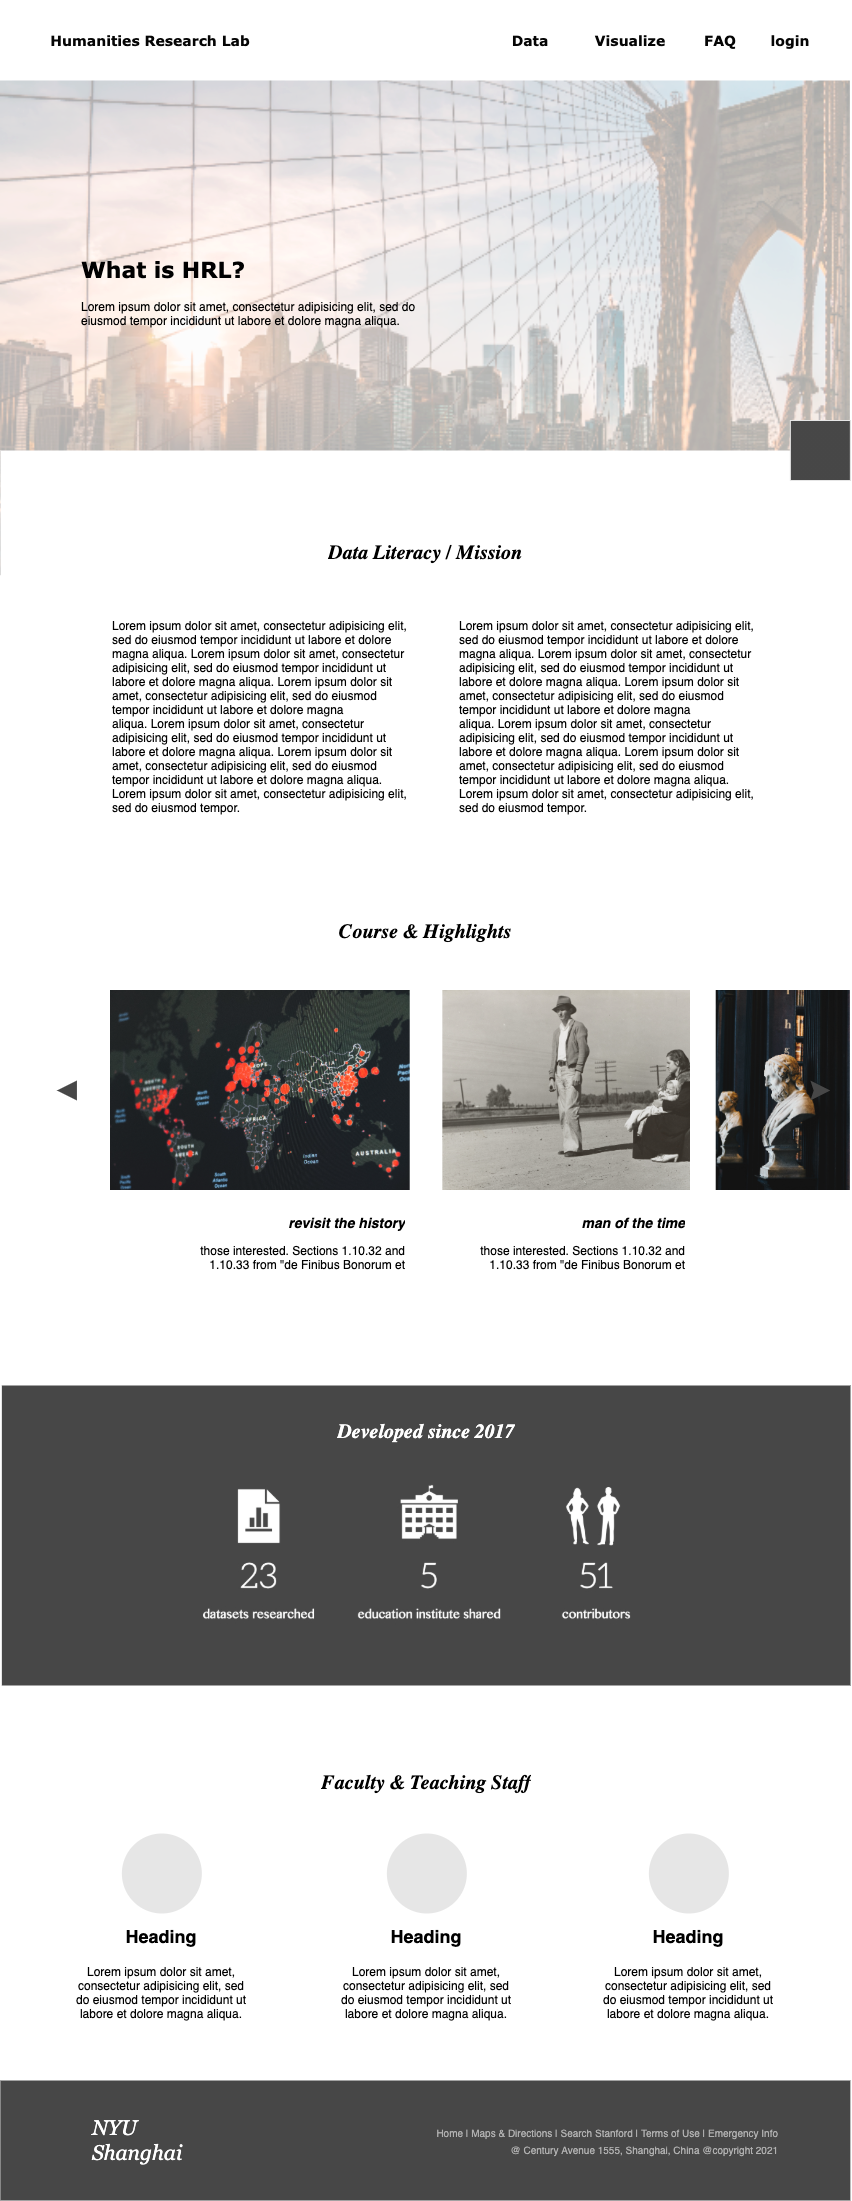 Humanities Research Lab
Data Visualize FAQ login
What is HRL?
Lorem ipsum dolor sit amet, consectetur adipisicing elit, sed do
eiusmod tempor incididunt ut labore et dolore magna aliqua.
Data Literacy / Mission
Lorem ipsum dolor sit amet, consectetur adipisicing elit,
sed do eiusmod tempor incididunt ut labore et dolore
magna aliqua. Lorem ipsum dolor sit amet, consectetur
adipisicing elit, sed do eiusmod tempor incididunt ut
labore et dolore magna aliqua. Lorem ipsum dolor sit
amet, consectetur adipisicing elit, sed do eiusmod
tempor incididunt ut labore et dolore magna
aliqua. Lorem ipsum dolor sit amet, consectetur
adipisicing elit, sed do eiusmod tempor incididunt ut
labore et dolore magna aliqua. Lorem ipsum dolor sit
amet, consectetur adipisicing elit, sed do eiusmod
tempor incididunt ut labore et dolore magna aliqua.
Lorem ipsum dolor sit amet, consectetur adipisicing elit,
sed do eiusmod tempor.
Lorem ipsum dolor sit amet, consectetur adipisicing elit,
sed do eiusmod tempor incididunt ut labore et dolore
magna aliqua. Lorem ipsum dolor sit amet, consectetur
adipisicing elit, sed do eiusmod tempor incididunt ut
labore et dolore magna aliqua. Lorem ipsum dolor sit
amet, consectetur adipisicing elit, sed do eiusmod
tempor incididunt ut labore et dolore magna
aliqua. Lorem ipsum dolor sit amet, consectetur
adipisicing elit, sed do eiusmod tempor incididunt ut
labore et dolore magna aliqua. Lorem ipsum dolor sit
amet, consectetur adipisicing elit, sed do eiusmod
tempor incididunt ut labore et dolore magna aliqua.
Lorem ipsum dolor sit amet, consectetur adipisicing elit,
sed do eiusmod tempor.
Course & Highlights
ASIA
AFRICA
Indian
Ocean
AUSTRALIA
h
revisit the history
those interested. Sections 1.10.32 and
1.10.33 from "de Finibus Bonorum et
man of the time
those interested. Sections 1.10.32 and
1.10.33 from "de Finibus Bonorum et
Developed since 2017
23
datasets researched
5
education institute shared
51
contributors
Faculty & Teaching Staff
Heading
Lorem ipsum dolor sit amet,
consectetur adipisicing elit, sed
do eiusmod tempor incididunt ut
labore et dolore magna aliqua.
Heading
Lorem ipsum dolor sit amet,
consectetur adipisicing elit, sed
do eiusmod tempor incididunt ut
labore et dolore magna aliqua.
Heading
Lorem ipsum dolor sit amet,
consectetur adipisicing elit, sed
do eiusmod tempor incididunt ut
labore et dolore magna aliqua.
NYU
Shanghai
Home | Maps & Directions | Search Stanford | Terms of Use | Emergency Info
@ Century Avenue 1555, Shanghai, China @copyright 2021